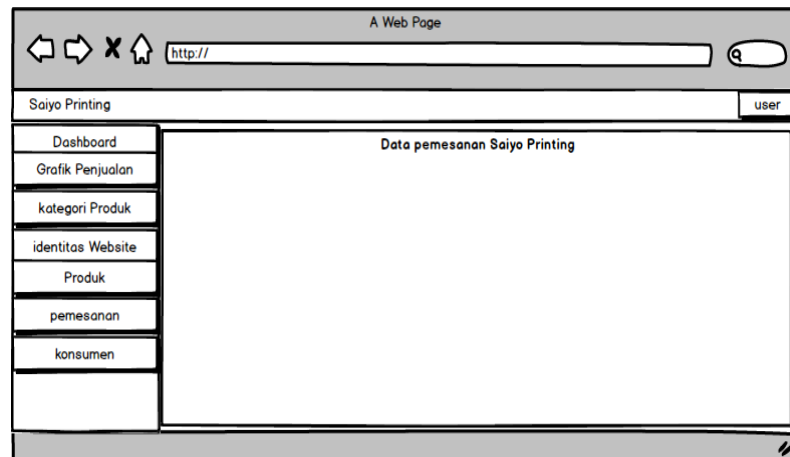 A Web Page
http://
Saiyo Printing
user
Dashboard
Grafik Penjualan
kategori Produk
identitas Website
Produk
pemesanan
konsumen
Data pemesanan Saiyo Printing